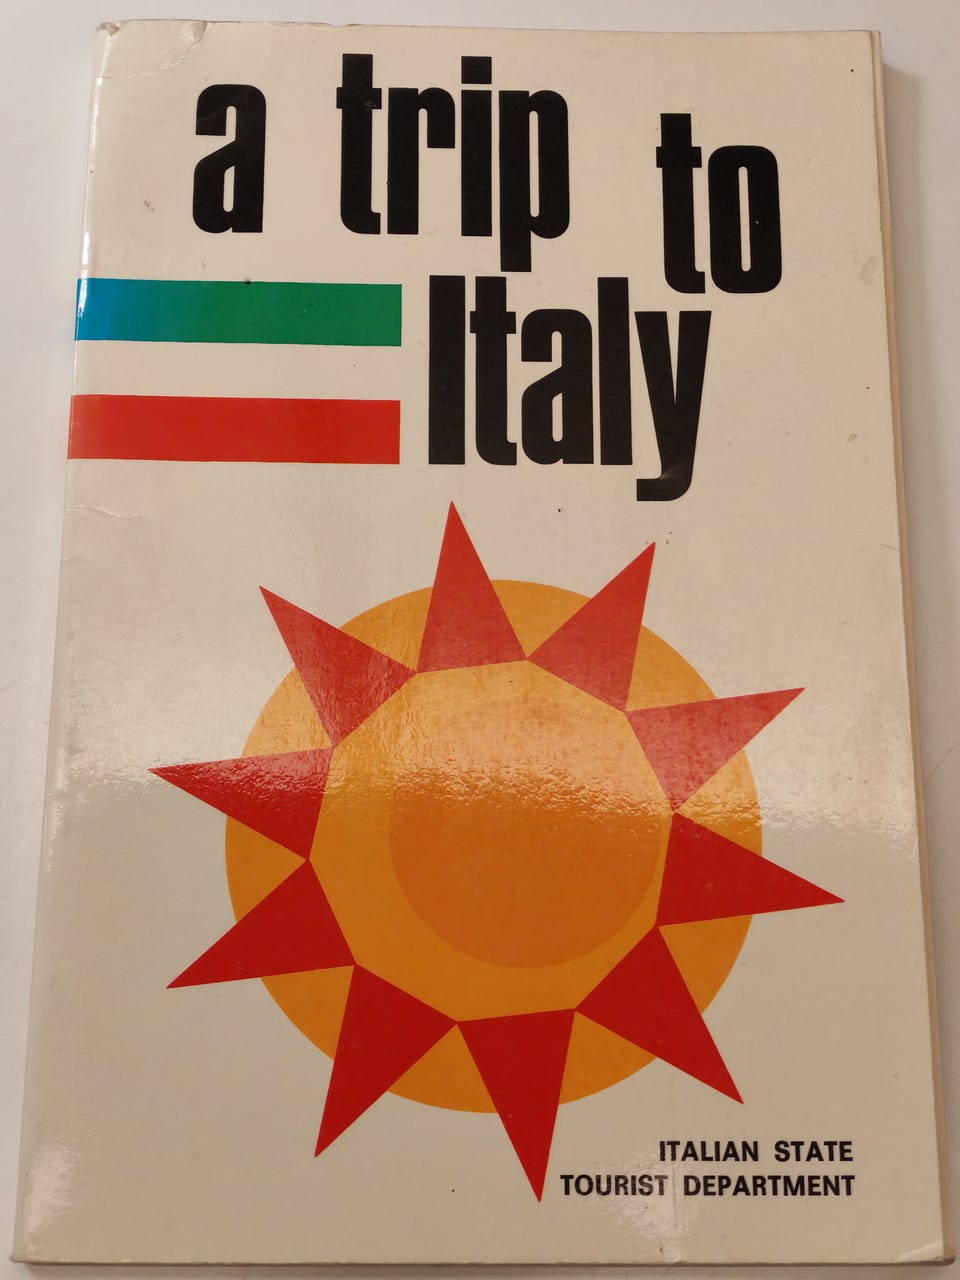 a trip to
Italy
ITALIAN STATE
TOURIST DEPARTMENT